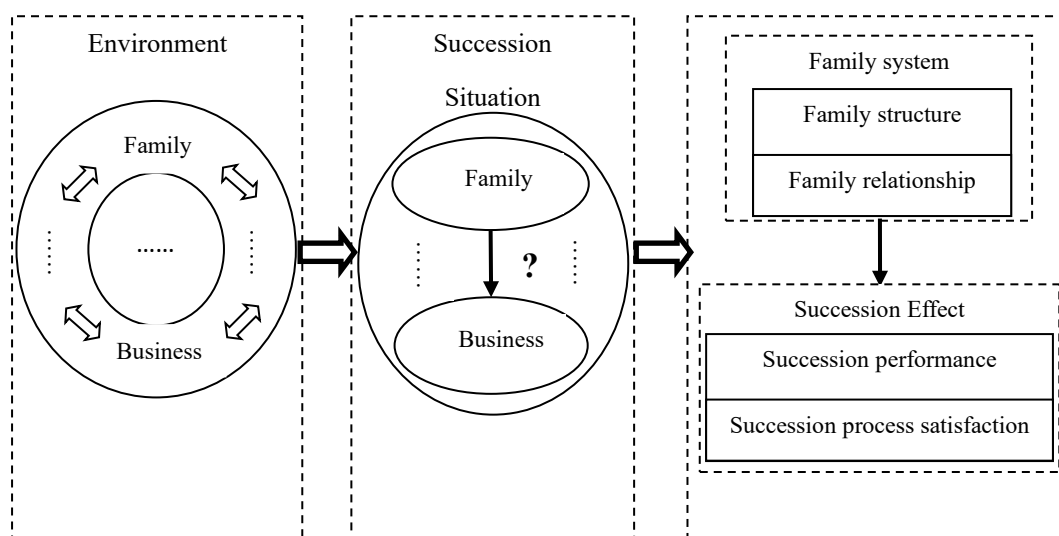 Environment
Family
......
Business
Succession
Situation
Family
?
Business
Family system
Family structure
Family relationship
Succession Effect
Succession performance
Succession process satisfaction